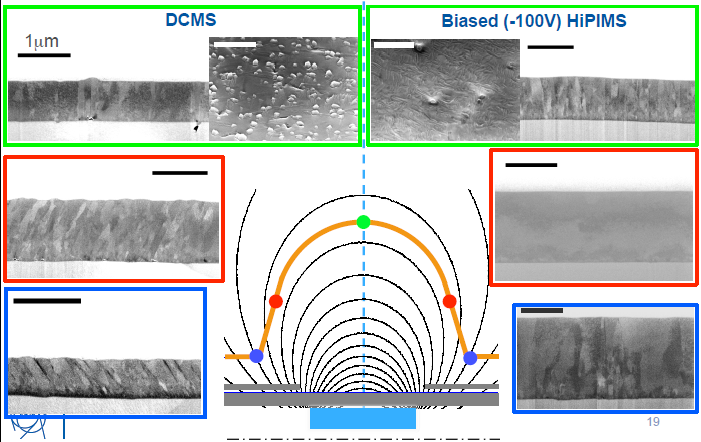 DCMS
Biased (-100V) HiPIMS
1μm
19